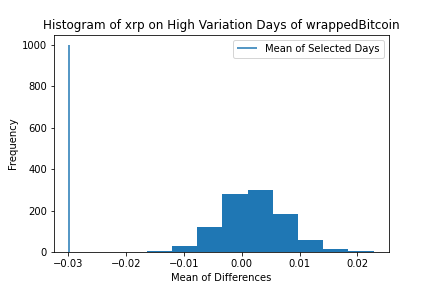 Histogram of xrp on High Variation Days of wrappedBitcoin
Mean of Selected Days
1000
800
600
400
200
0
Frequency
−0.03 −0.02 −0.01 0.00 0.01 0.02
Mean of Differences